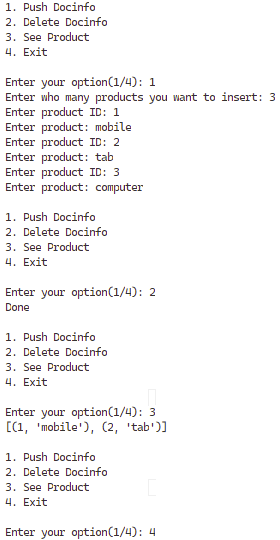 1. Push Docinfo
2. Delete Docinfo
3. See Product
4. Exit
Enter your option(1/4): 1
Enter who many products you want to insert: 3
Enter product ID: 1
Enter product: mobile
Enter product ID: 2
Enter product: tab
Enter product ID: 3
Enter product: computer
1. Push Docinfo
2. Delete Docinfo
3. See Product
4. Exit
Enter your option(1/4): 2
Done
1. Push Docinfo
2. Delete Docinfo
3. See Product
4. Exit
Enter your option(1/4): 3
[(1, 'mobile'), (2, 'tab')]
1. Push Docinfo
2. Delete Docinfo
3. See Product
4. Exit
Enter your option(1/4): 4